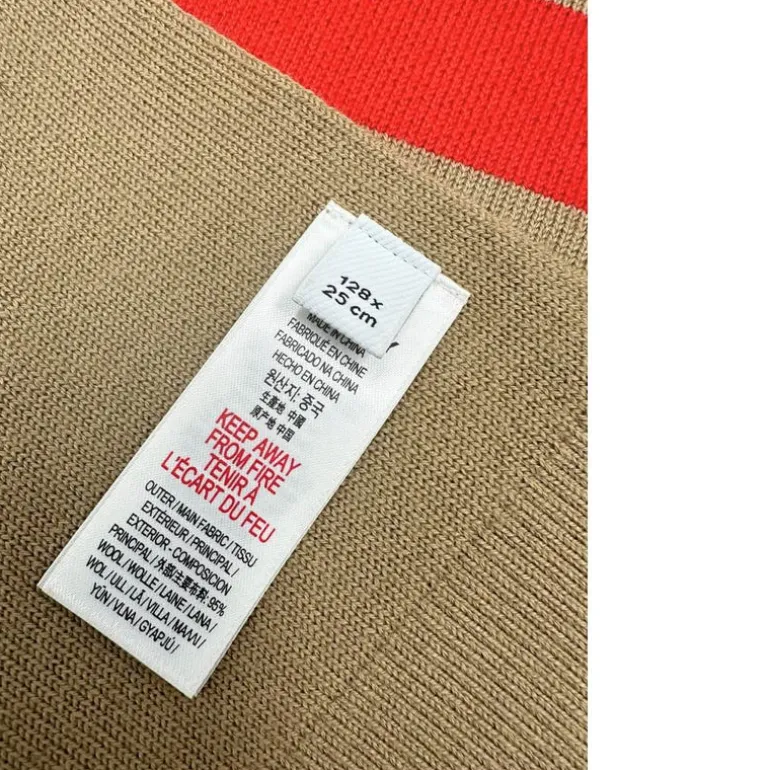 128 x
25 cm
MADE IN CHINA
FABRIQUÉ EN CHINE
FABRICADO NA CHINA
HECHO EN CHINA
원산지: 중국
生產地: 中國
原产地: 中国
KEEP AWAY
FROM FIRE
TENIR À
L'ÉCART DU FEU
OUTER / MAIN FABRIC / TISSU
EXTÉRIEUR / PRINCIPAL /
EXTERIOR - COMPOSICION
PRINCIPAL / 外部/主要布料: 95%
WOOL / WOLLE / LAINE / LANA /
WOL / ULL / LÃ / VILLA / ΜΑΛΛΙ /
YÜN / VLNA / GYAPJÚ /